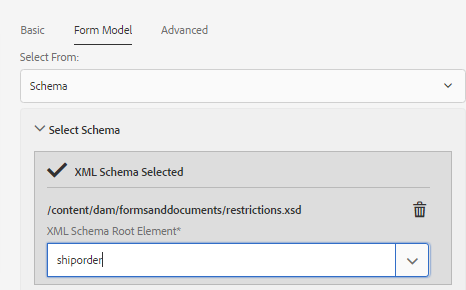 Basic Form Model Advanced
Select From:
Schema
Select Schema
XML Schema Selected
/content/dam/formsanddocuments/restrictions.xsd
XML Schema Root Element*
shiporder